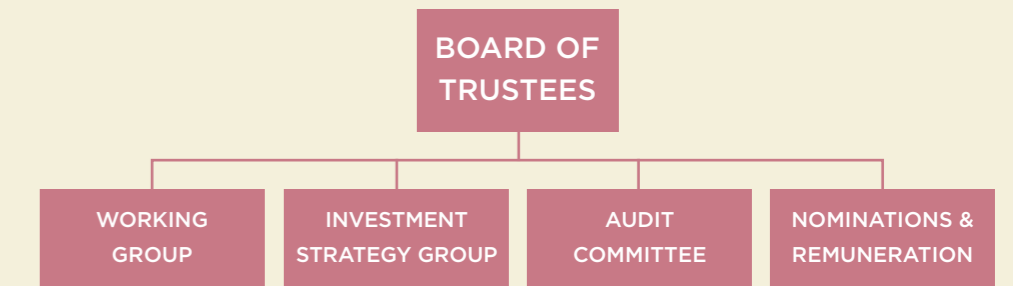 BOARD OF
TRUSTEES
WORKING
GROUP
INVESTMENT
STRATEGY GROUP
AUDIT
COMMITTEE
NOMINATIONS &
REMUNERATION